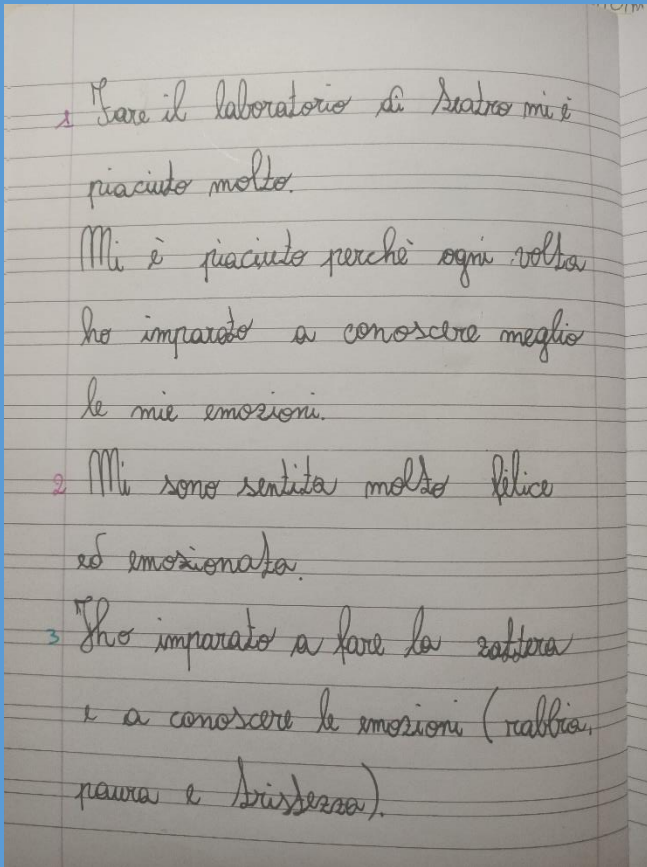 1 Fare il laboratorio di teatro mi è
piaciuto molto.
Mi è piaciuto perchè ogni volta
ho imparato a conoscere meglio
le mie emozioni.
2 Mi sono sentita molto felice
ed emozionata.
3 Ho imparato a fare la zattera
e a conoscere le emozioni (rabbia,
paura e tristezza).